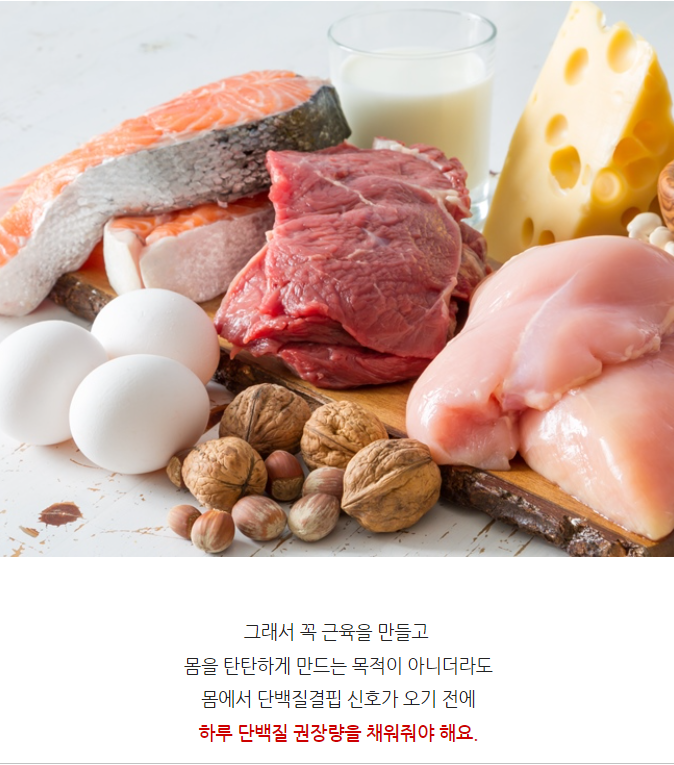 그래서 꼭 근육을 만들고
몸을 탄탄하게 만드는 목적이 아니더라도
몸에서 단백질결핍 신호가 오기 전에
하루 단백질 권장량을 채워줘야 해요.